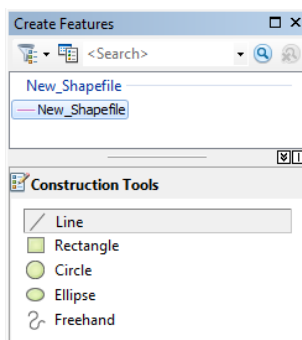 Create Features
<Search>
New_Shapefile
New_Shapefile
Construction Tools
Line
Rectangle
Circle
Ellipse
Freehand